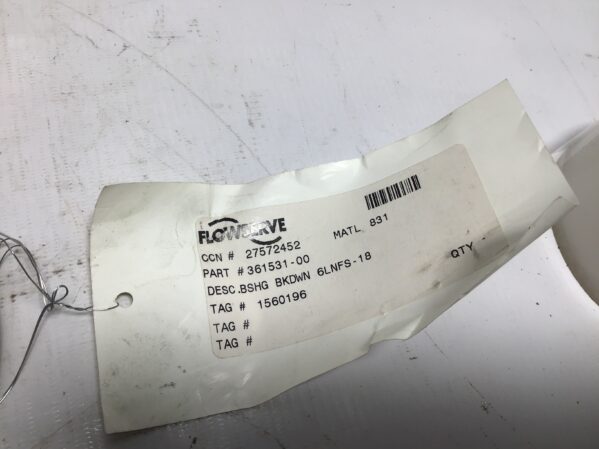 FLOWSERVE
CCN # 27572452 MATL. 831
PART # 361531-00
DESC.BSHG BKDWN 6LNFS-18 QTY
TAG # 1560196
TAG #
TAG #